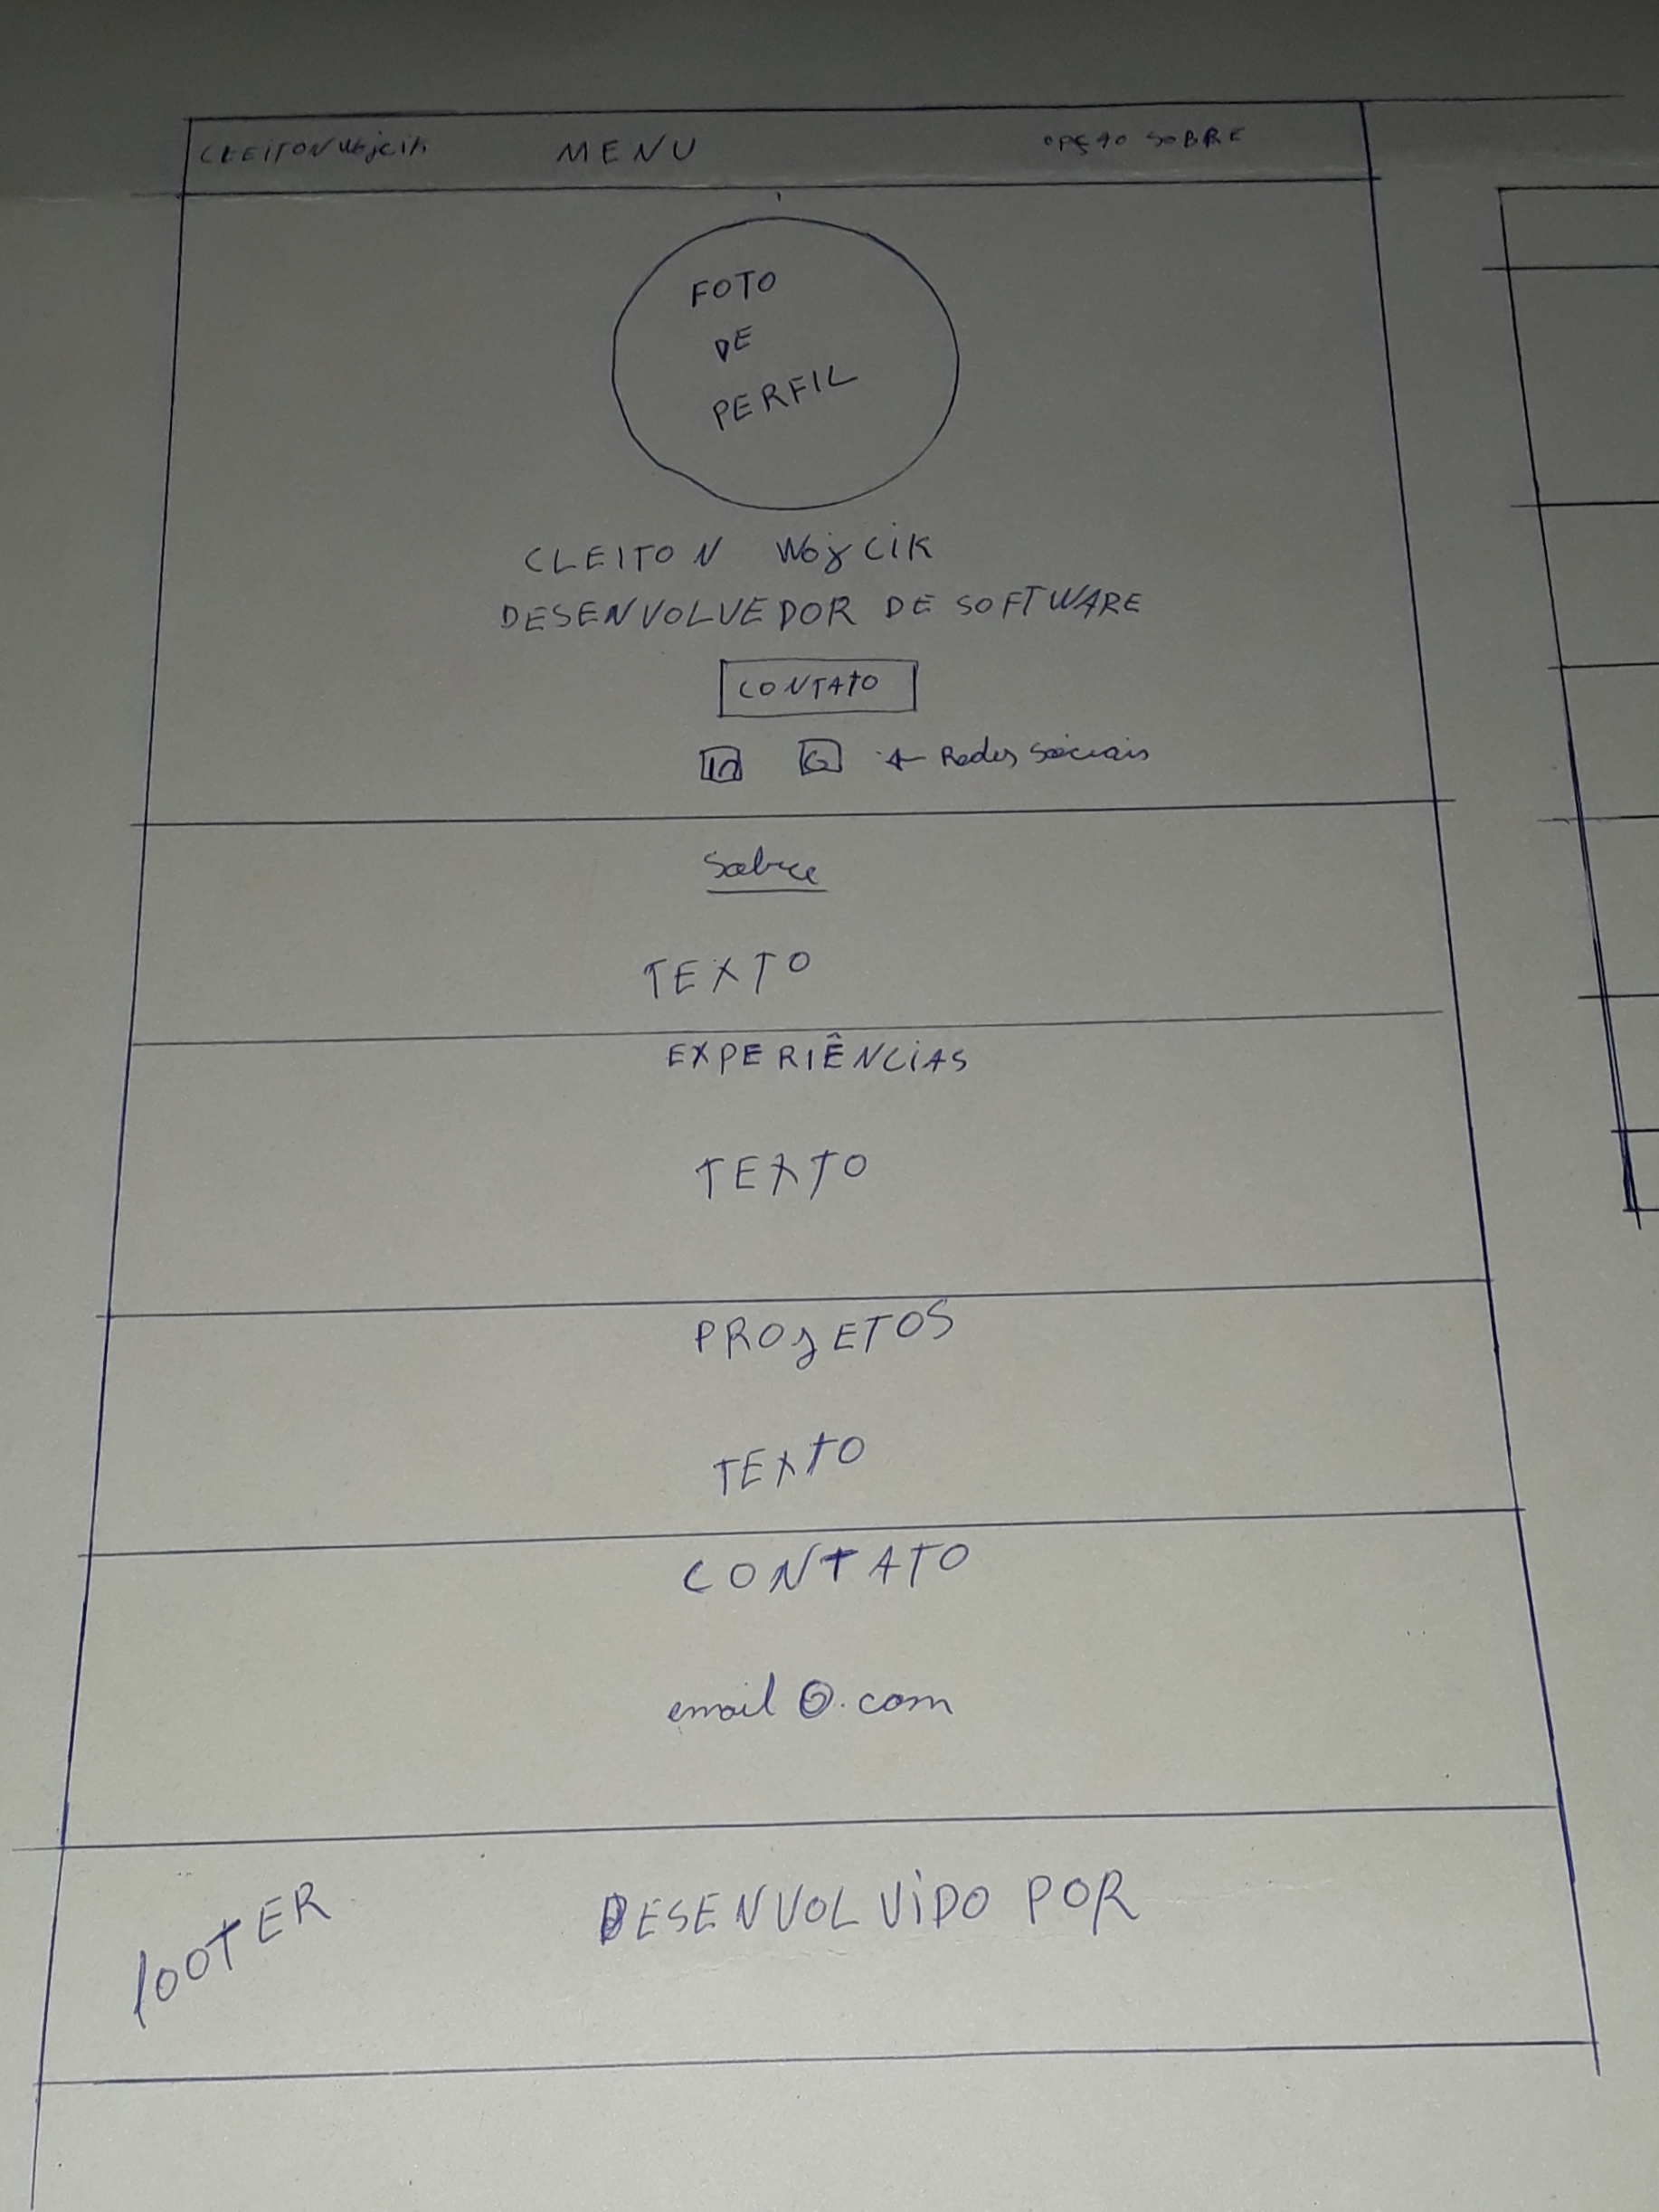 CLEITON Wojcik MENU OPÇÃO SOBRE
FOTO
DE
PERFIL
CLEITON Wojcik
DESENVOLVEDOR DE SOFTWARE
CONTATO
in G ← Redes sociais
Sobre
TEXTO
EXPERIÊNCIAS
TEXTO
PROJETOS
TEXTO
CONTATO
email@.com
FOOTER DESENVOLVIDO POR